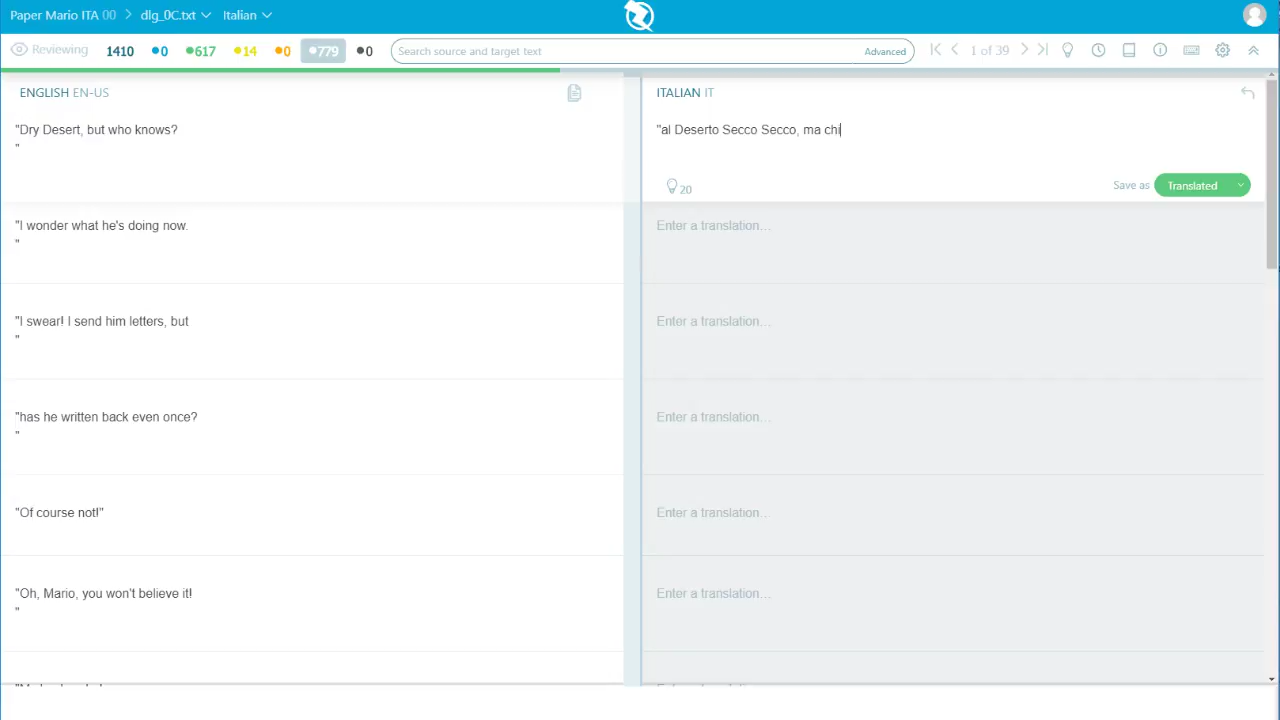 Paper Mario ITA 00 dlg_0C.txt Italian
Reviewing 1410 0 617 14 0 779 0 Search source and target text Advanced 1 of 39
ENGLISH EN-US
ITALIAN IT
"Dry Desert, but who knows?
"
"al Deserto Secco Secco, ma chi
20
Save as Translated
"I wonder what he's doing now.
"
Enter a translation...
"I swear! I send him letters, but
"
Enter a translation...
"has he written back even once?
"
Enter a translation...
"Of course not!"
Enter a translation...
"Oh, Mario, you won't believe it!
"
Enter a translation...